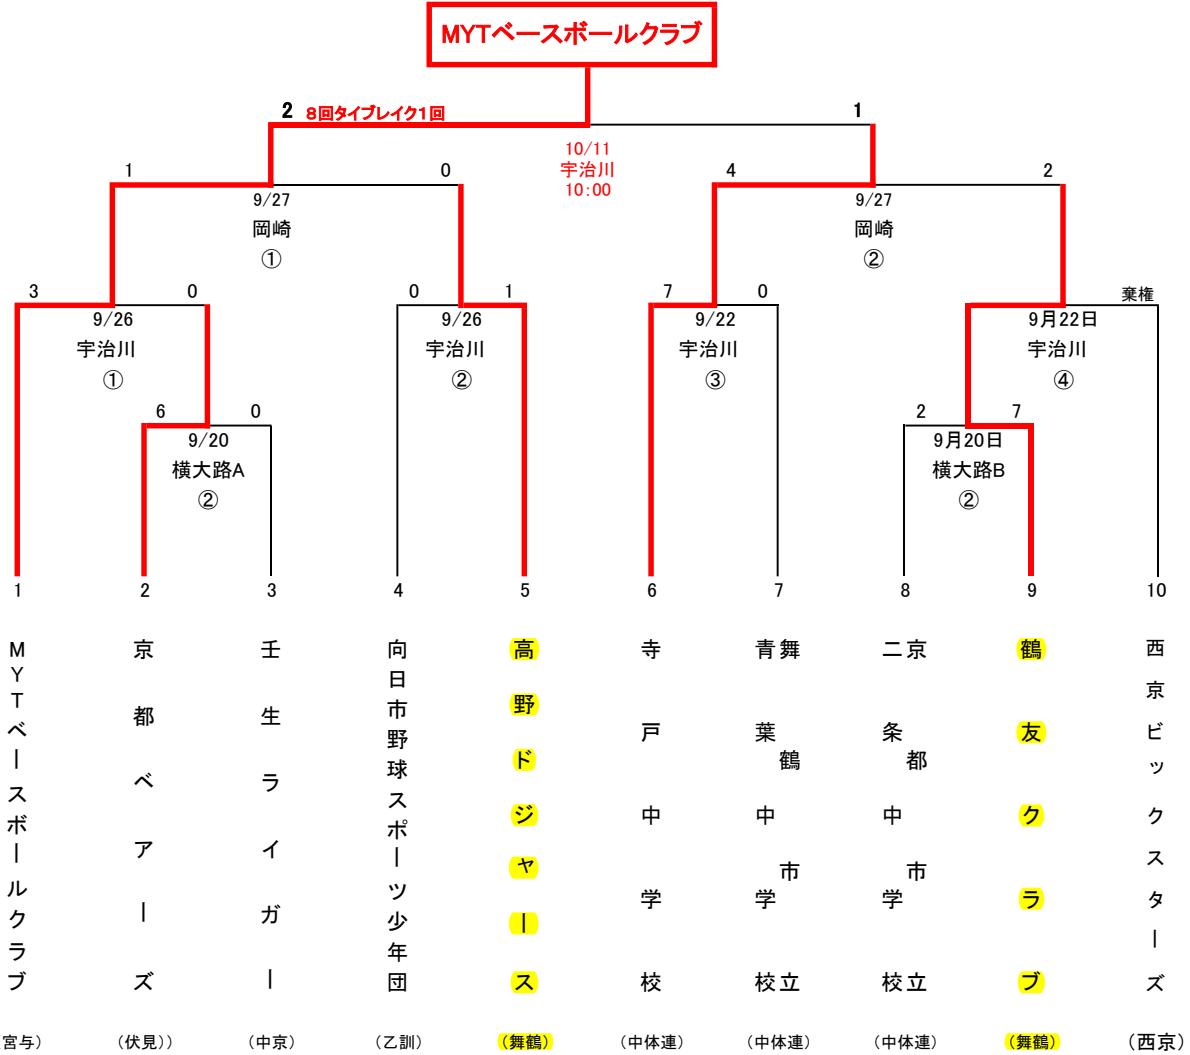 MYTベースボールクラブ
2 8回タイブレイク1回 1
10/11
宇治川
10:00
1 0 4 2
9/27 9/27
岡崎 岡崎
① ②
3 0 0 1 7 0 棄権
9/26 9/26 9/22 9月22日
宇治川 宇治川 宇治川 宇治川
① ② ③ ④
6 0 2 7
9/20 9月20日
横大路A 横大路B
② ②
1 2 3 4 5 6 7 8 9 10
MYTベースボールクラブ
京都ベアーズ
壬生ライガー
向日市野球スポーツ少年団
高野ドジャース
寺戸中学校
舞鶴市立
青葉中学校
京都市立
二条中学校
鶴友クラブ
西京ビックスターズ
宮与) (伏見)) (中京) (乙訓) (舞鶴) (中体連) (中体連) (中体連) (舞鶴) (西京)